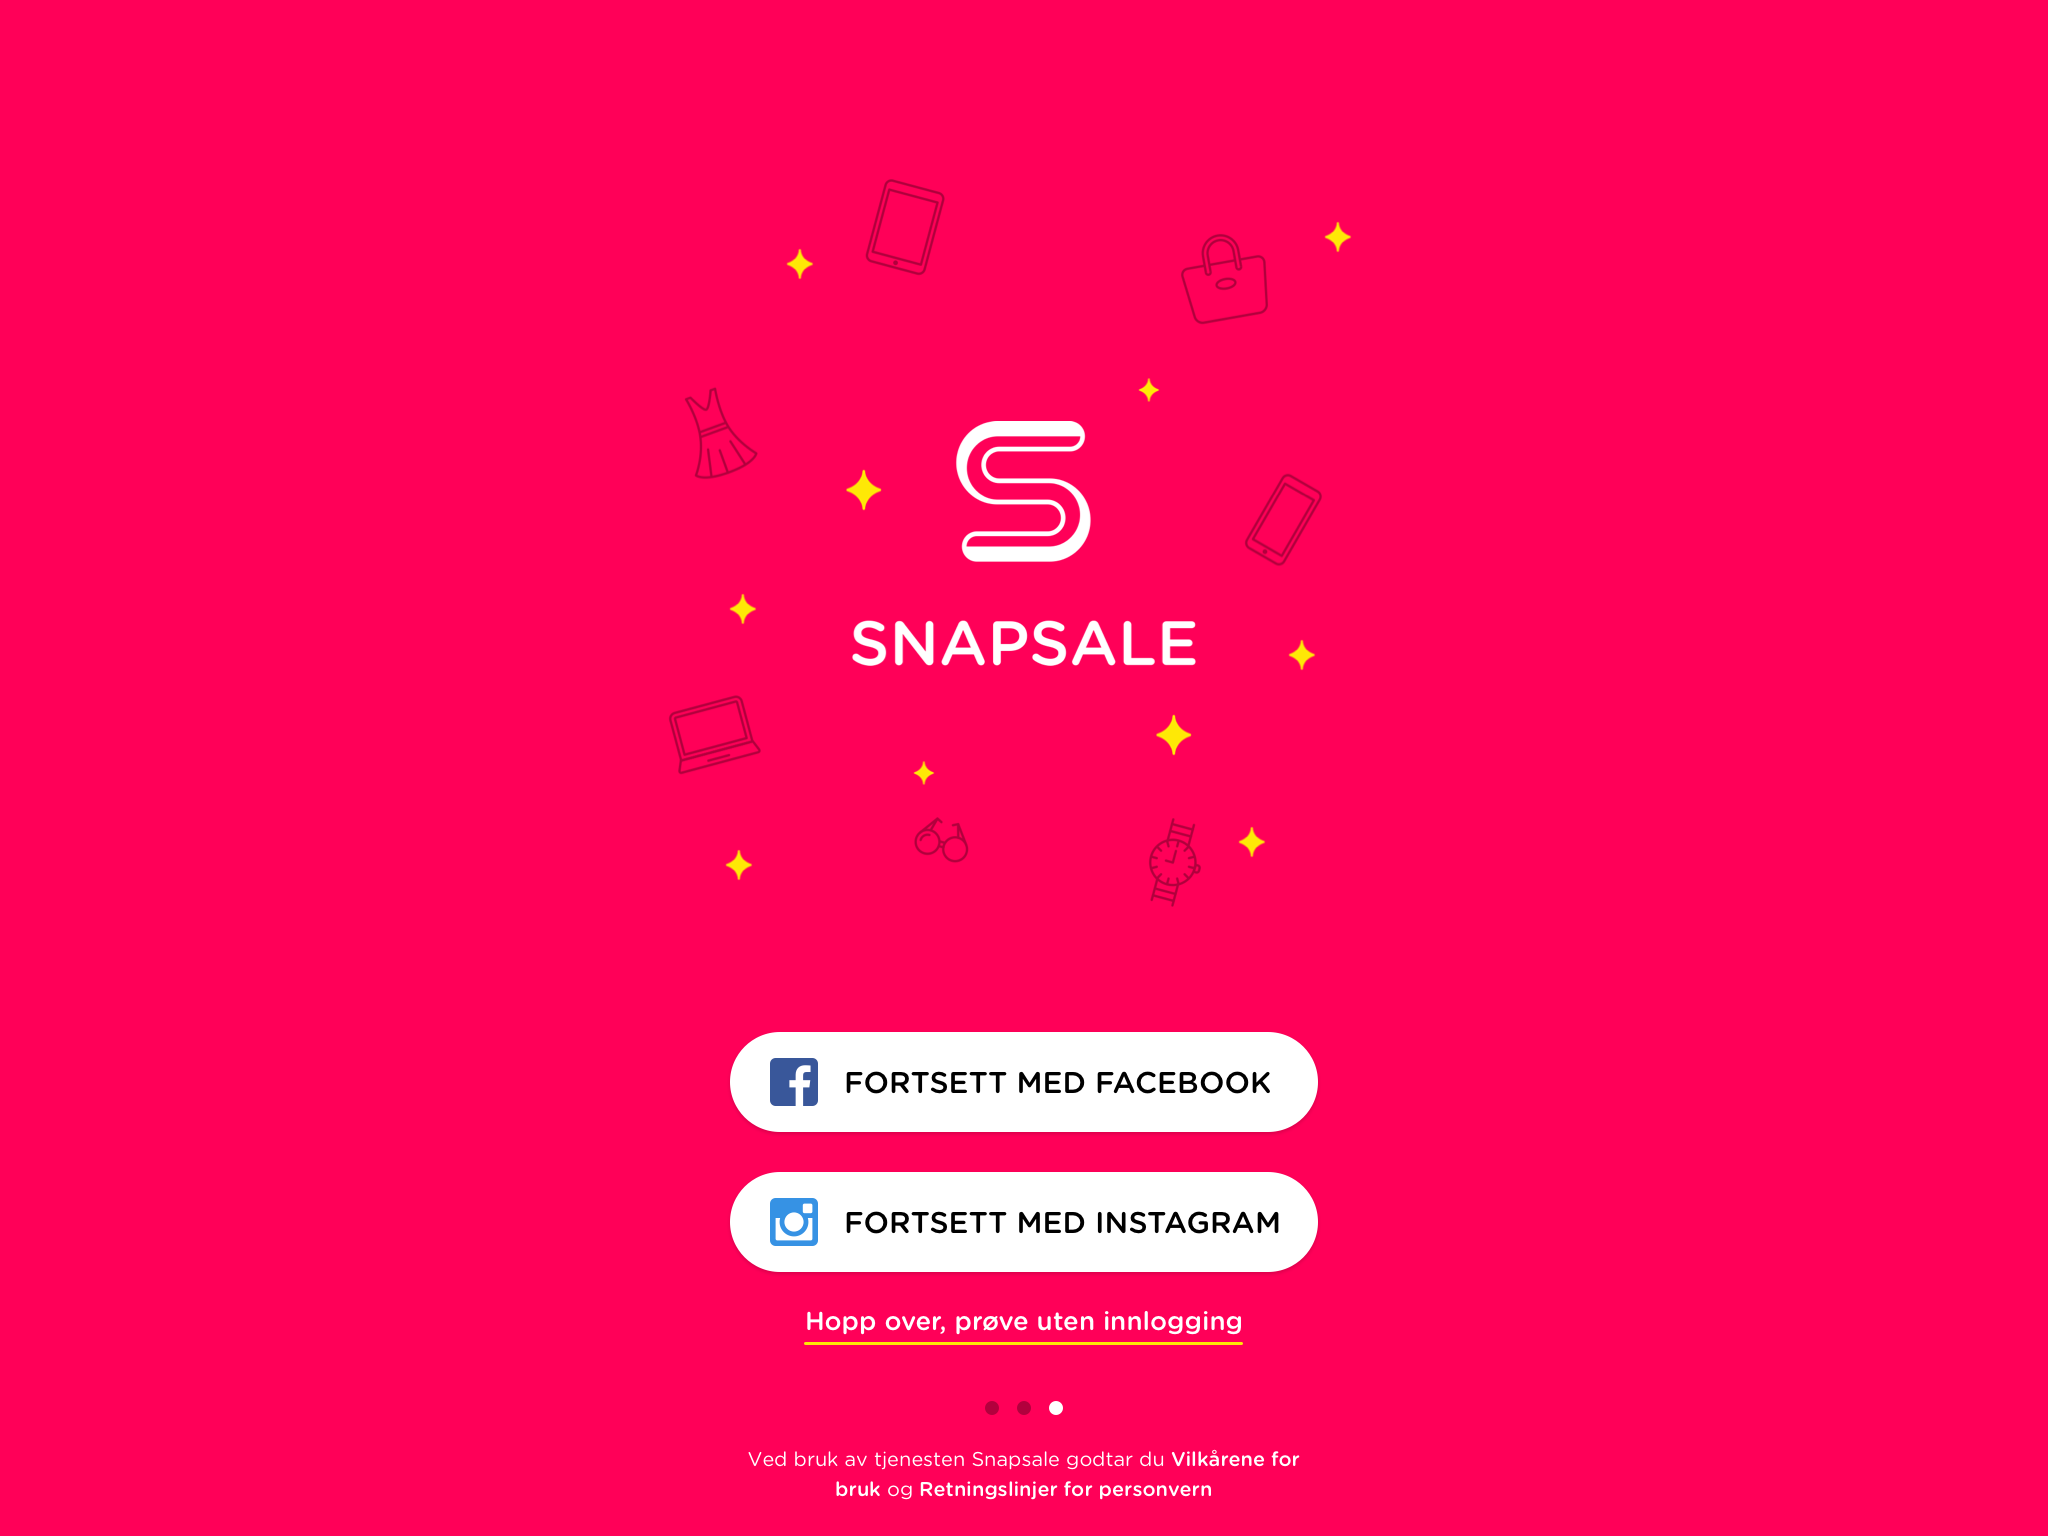 SNAPSALE
FORTSETT MED FACEBOOK
FORTSETT MED INSTAGRAM
Hopp over, prøve uten innlogging
Ved bruk av tjenesten Snapsale godtar du Vilkårene for
bruk og Retningslinjer for personvern